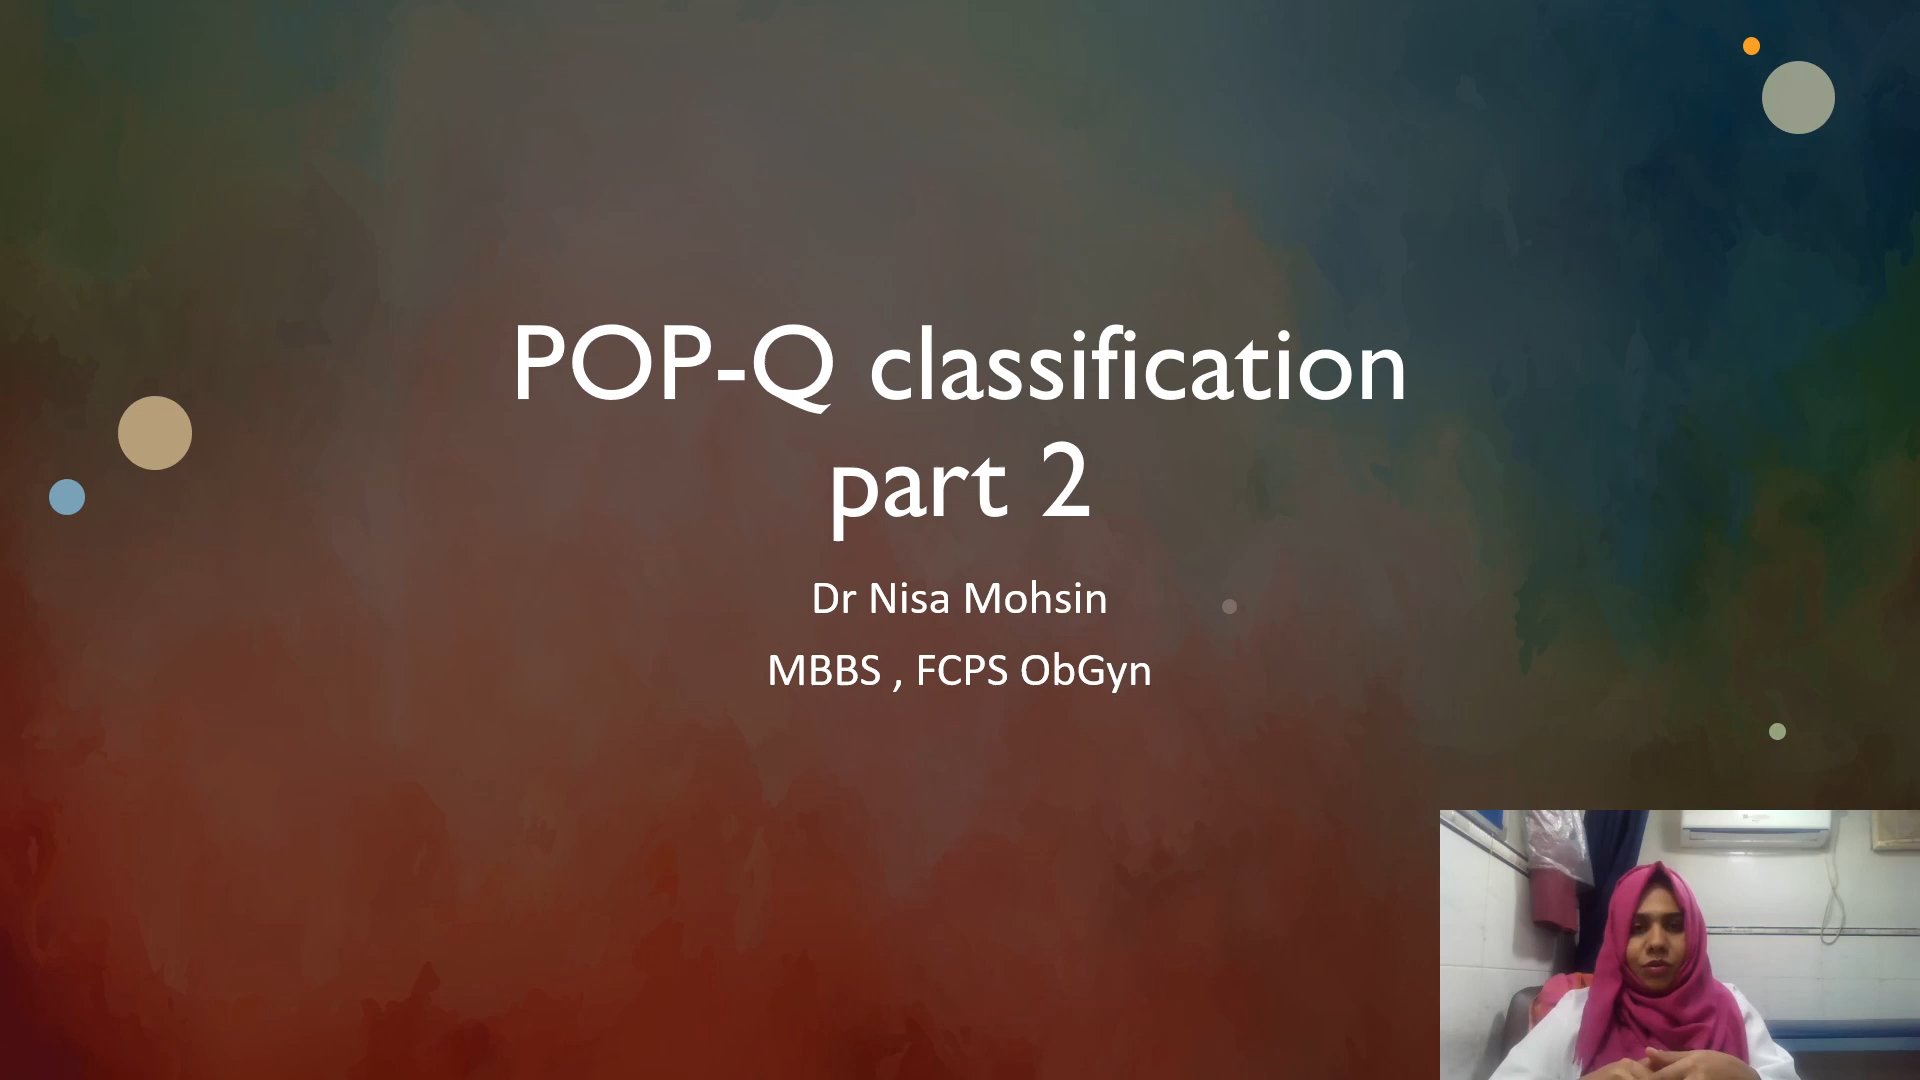 POP-Q classification
part 2
Dr Nisa Mohsin
MBBS , FCPS ObGyn